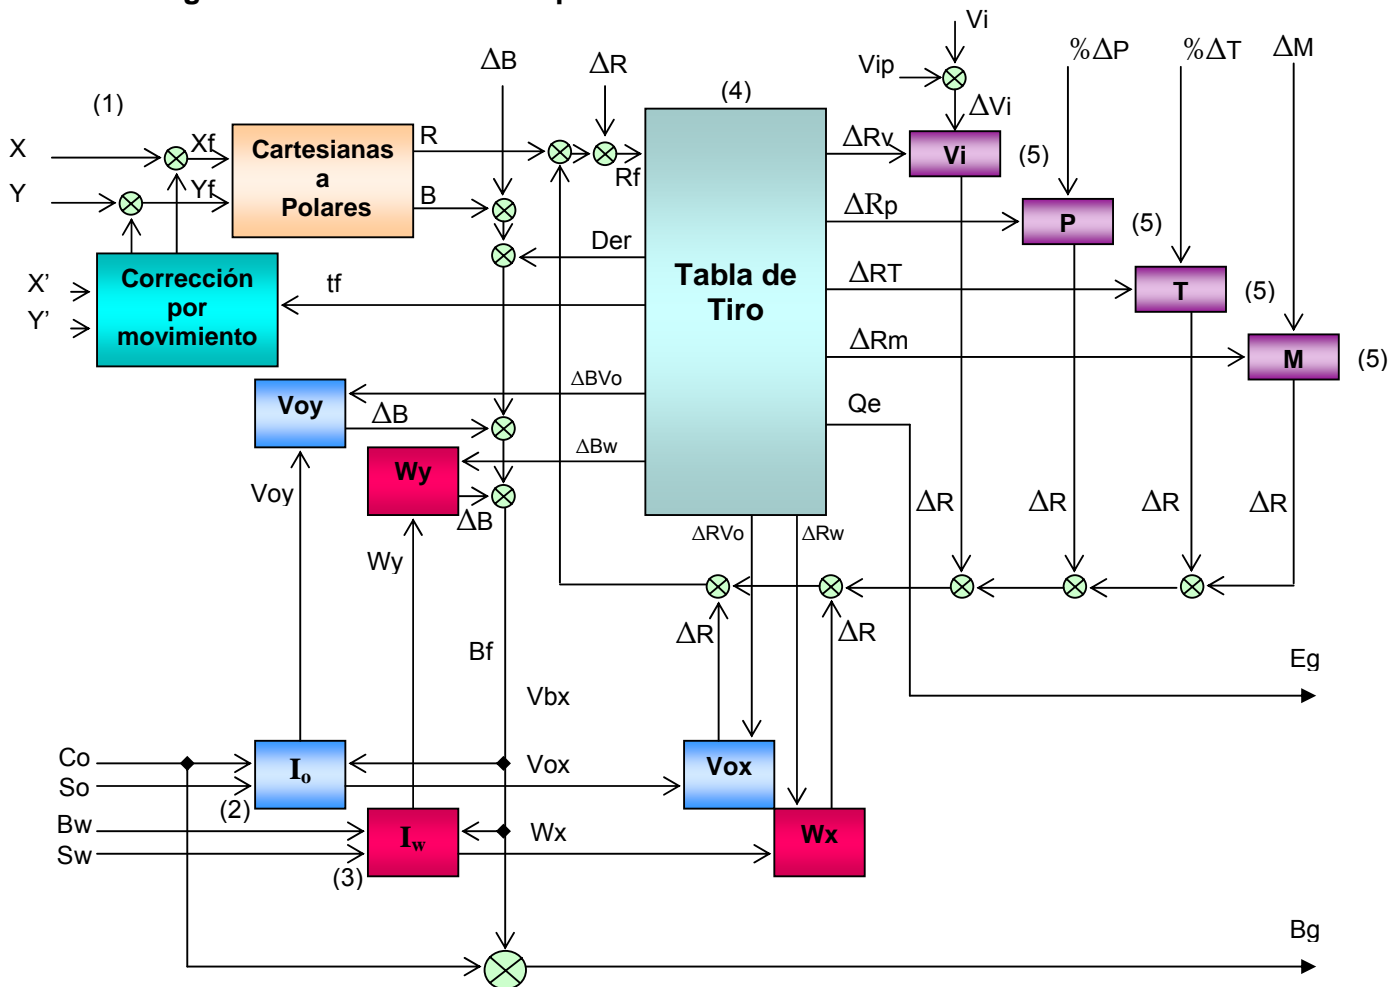 Vi
ΔB
ΔR
Vip
%ΔP
%ΔT
ΔM
(1)
(4)
ΔVi
X
Xf
Cartesianas
a
Polares
R
Rf
ΔRv
Vi
(5)
Y
Yf
B
ΔRp
P
(5)
Der
Tabla de
Tiro
ΔRT
T
(5)
X'
Y'
Corrección
por
movimiento
tf
ΔRm
M
(5)
ΔBVo
Voy
ΔB
Qe
ΔBw
Wy
ΔB
Voy
ΔR
ΔR
ΔR
ΔR
ΔRVo
ΔRw
Wy
ΔR
ΔR
Bf
Eg
Vbx
Co
So
Io
(2)
Vox
Vox
Bw
Sw
Iw
(3)
Wx
Wx
Bg